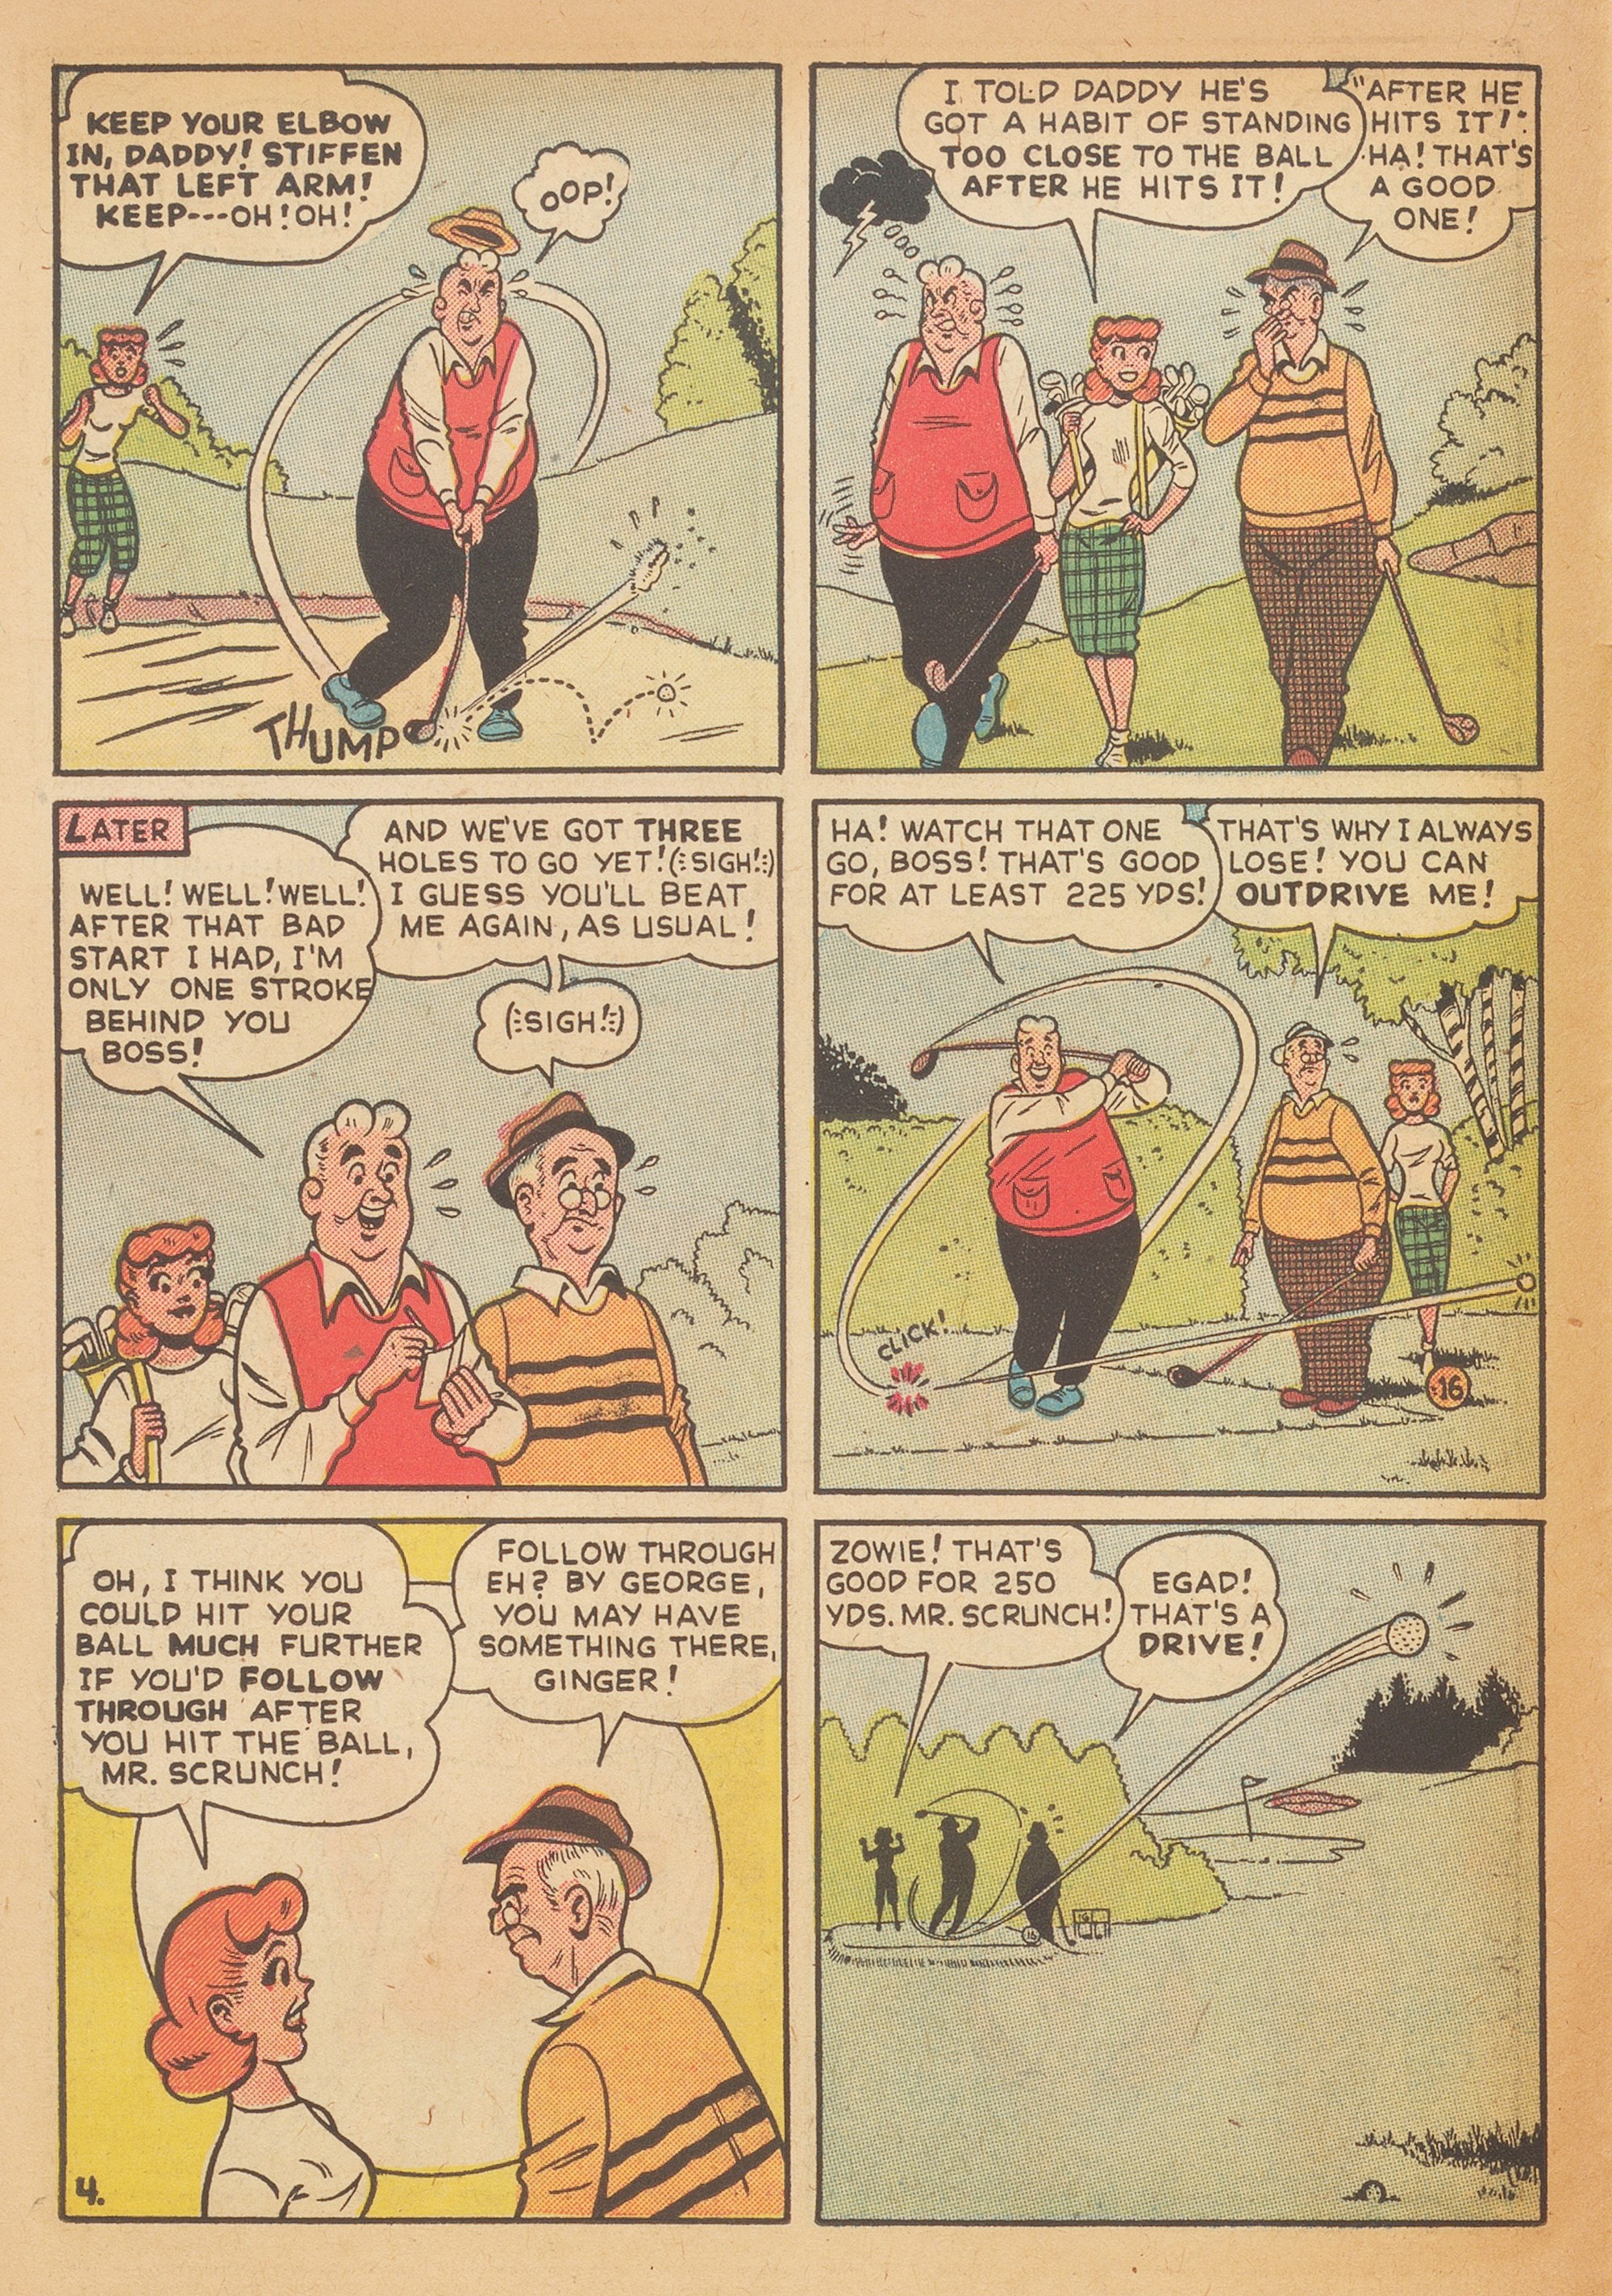 KEEP YOUR ELBOW
IN, DADDY! STIFFEN
THAT LEFT ARM!
KEEP---OH! OH!
OOP!
THUMP
I TOLD DADDY HE'S
GOT A HABIT OF STANDING
TOO CLOSE TO THE BALL
AFTER HE HITS IT!
"AFTER HE
HITS IT!"
HA! THAT'S
A GOOD
ONE!
LATER
WELL! WELL! WELL!
AFTER THAT BAD
START I HAD, I'M
ONLY ONE STROKE
BEHIND YOU
BOSS!
AND WE'VE GOT THREE
HOLES TO GO YET! (SIGH!)
I GUESS YOU'LL BEAT
ME AGAIN, AS USUAL!
(SIGH!)
HA! WATCH THAT ONE
GO, BOSS! THAT'S GOOD
FOR AT LEAST 225 YDS!
THAT'S WHY I ALWAYS
LOSE! YOU CAN
OUTDRIVE ME!
CLICK!
16
OH, I THINK YOU
COULD HIT YOUR
BALL MUCH FURTHER
IF YOU'D FOLLOW
THROUGH AFTER
YOU HIT THE BALL,
MR. SCRUNCH!
FOLLOW THROUGH
EH? BY GEORGE,
YOU MAY HAVE
SOMETHING THERE,
GINGER!
4.
ZOWIE! THAT'S
GOOD FOR 250
YDS. MR. SCRUNCH!
EGAD!
THAT'S A
DRIVE!
16
16